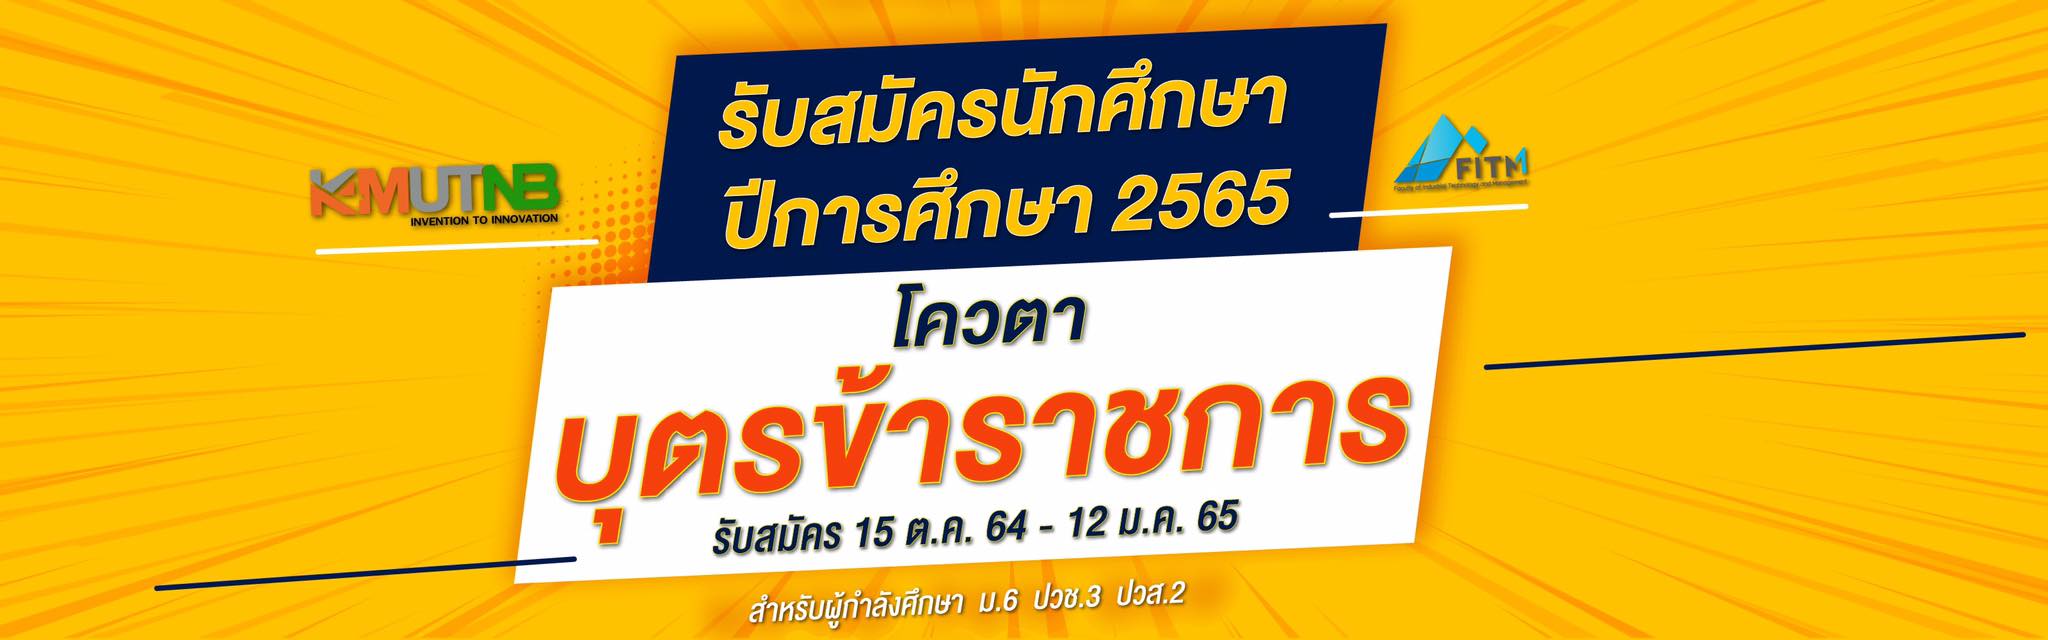 รับสมัครนักศึกษา
ปีการศึกษา 2565
KMUTNB
INVENTION TO INNOVATION
FITM
Faculty of Industrial Technology and Management
โควตา
บุตรข้าราชการ
รับสมัคร 15 ต.ค. 64 - 12 ม.ค. 65
สำหรับผู้กำลังศึกษา ม.6 ปวช.3 ปวส.2